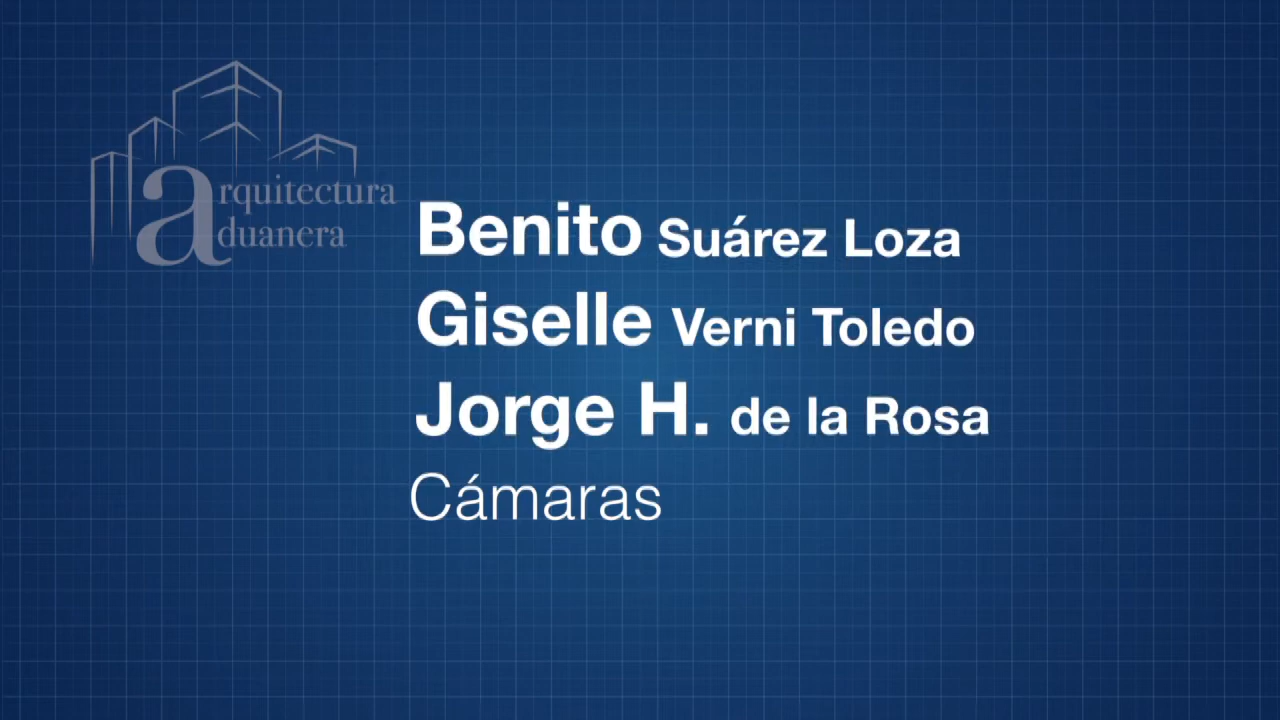 arquitectura
aduanera
Benito Suárez Loza
Giselle Verni Toledo
Jorge H. de la Rosa
Cámaras